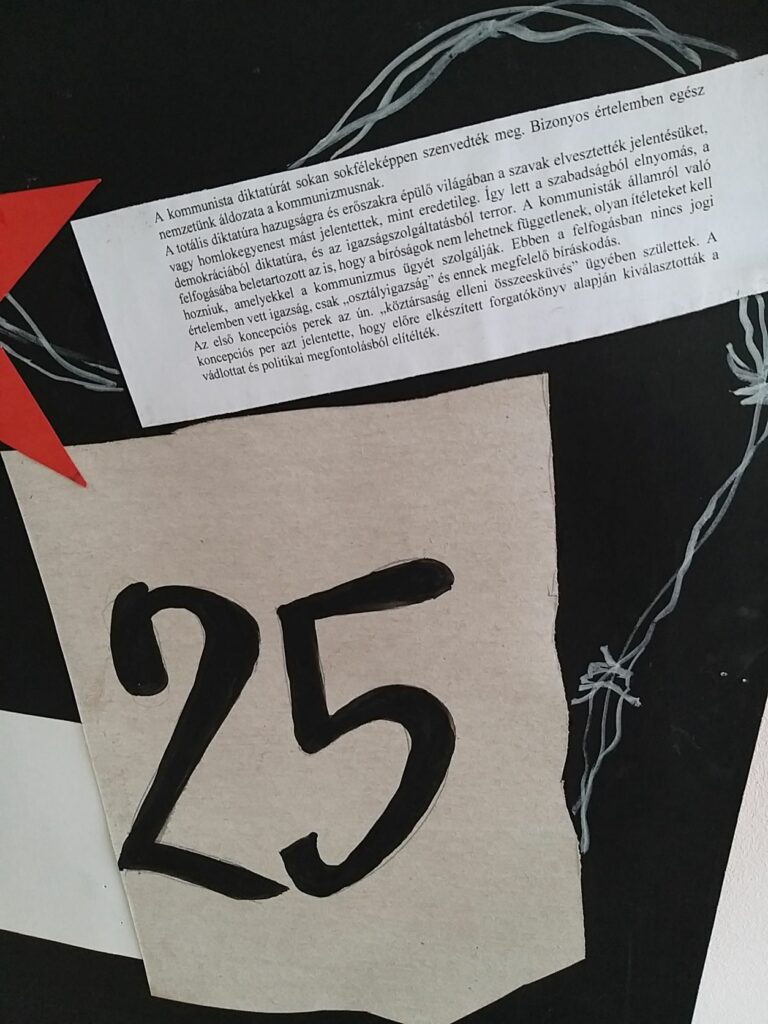 A kommunista diktatúrát sokan sokféleképpen szenvedték meg. Bizonyos értelemben egész
nemzetünk áldozata a kommunizmusnak.
A totális diktatúra hazugságra és erőszakra épülő világában a szavak elvesztették jelentésüket,
vagy homlokegyenest mást jelentettek, mint eredetileg. Így lett a szabadságból elnyomás, a
demokráciából diktatúra, és az igazságszolgáltatásból terror. A kommunisták államról való
felfogásába beletartozott az is, hogy a bíróságok nem lehetnek függetlenek, olyan ítéleteket kell
hozniuk, amelyekkel a kommunizmus ügyét szolgálják. Ebben a felfogásban nincs jogi
értelemben vett igazság, csak „osztályigazság” és ennek megfelelő bíráskodás.
Az első koncepciós perek az ún. „köztársaság elleni összeesküvés” ügyében születtek. A
koncepciós per azt jelentette, hogy előre elkészített forgatókönyv alapján kiválasztották a
vádlottat és politikai megfontolásból elítélték.
25